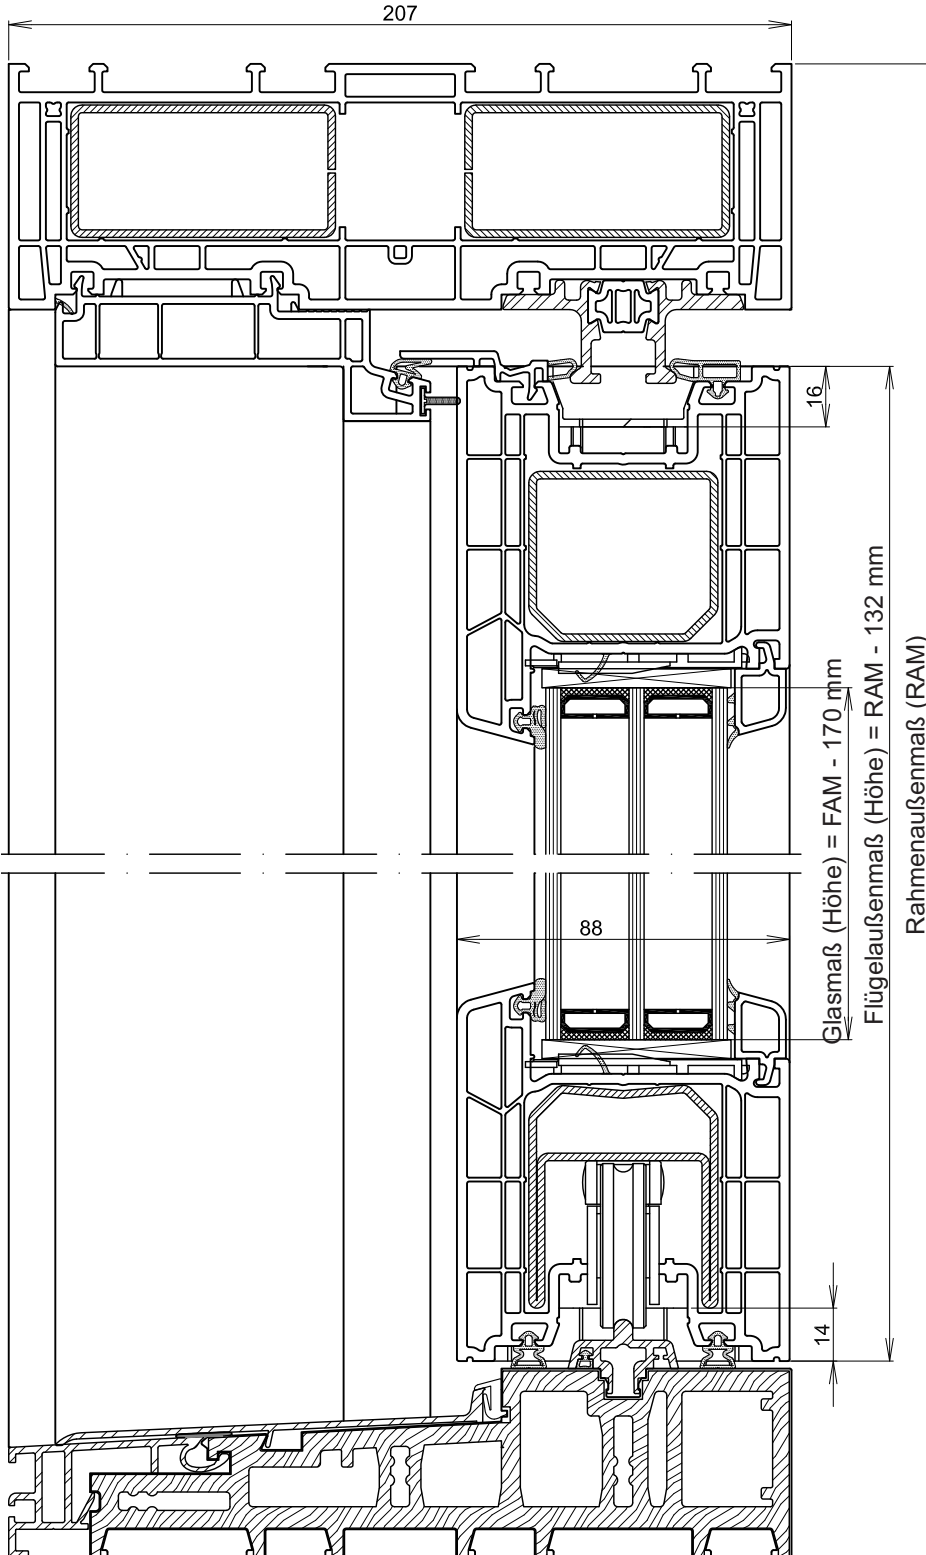 207
16
Glasmaß (Höhe) = FAM - 170 mm
Flügelaußenmaß (Höhe) = RAM - 132 mm
Rahmenaußenmaß (RAM)
88
14